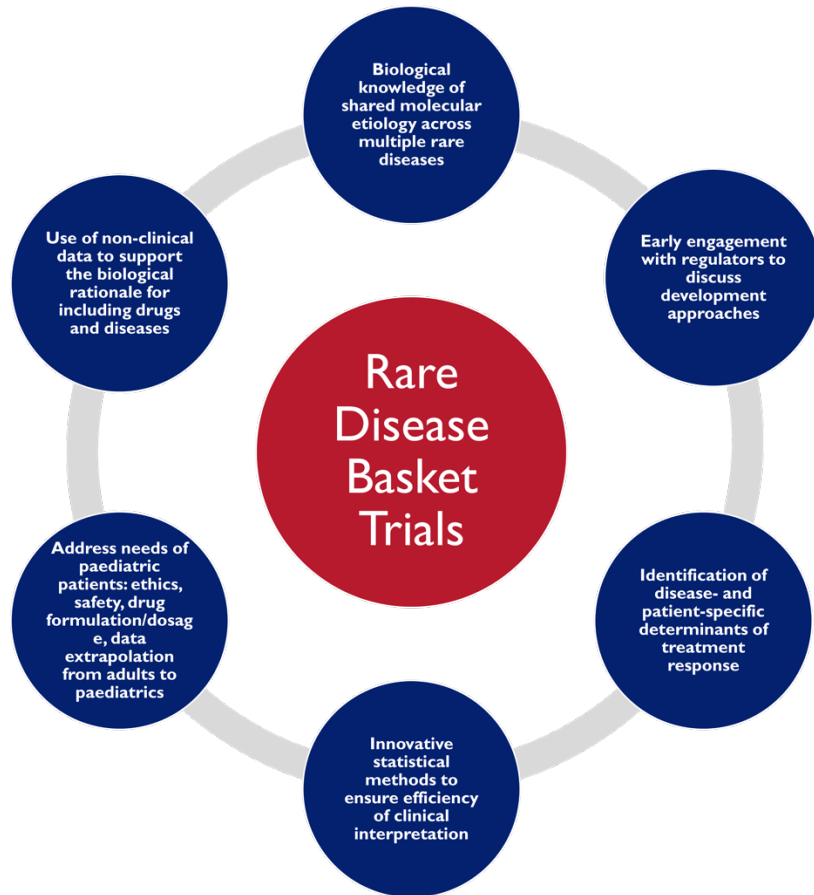 Biological
knowledge of
shared molecular
etiology across
multiple rare
diseases
Early engagement
with regulators to
discuss
development
approaches
Identification of
disease- and
patient-specific
determinants of
treatment
response
Innovative
statistical
methods to
ensure efficiency
of clinical
interpretation
Address needs of
paediatric
patients: ethics,
safety, drug
formulation/dosag
e, data
extrapolation
from adults to
paediatrics
Use of non-clinical
data to support
the biological
rationale for
including drugs
and diseases
Rare
Disease
Basket
Trials